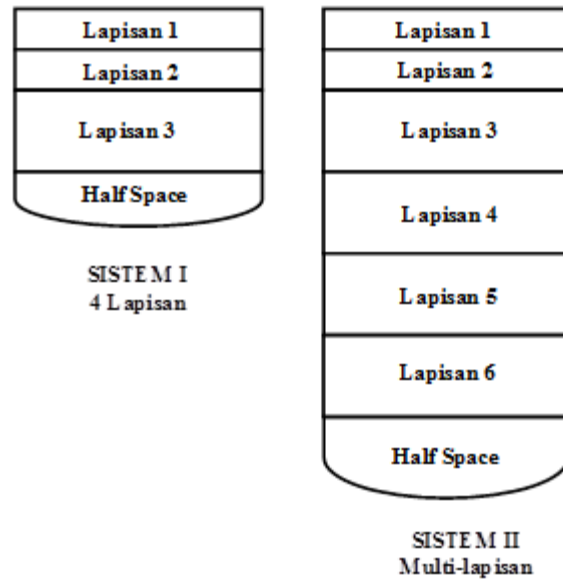 Lapisan 1
Lapisan 2
Lapisan 3
Half Space
SISTEM I
4 Lapisan
Lapisan 1
Lapisan 2
Lapisan 3
Lapisan 4
Lapisan 5
Lapisan 6
Half Space
SISTEM II
Multi-lapisan